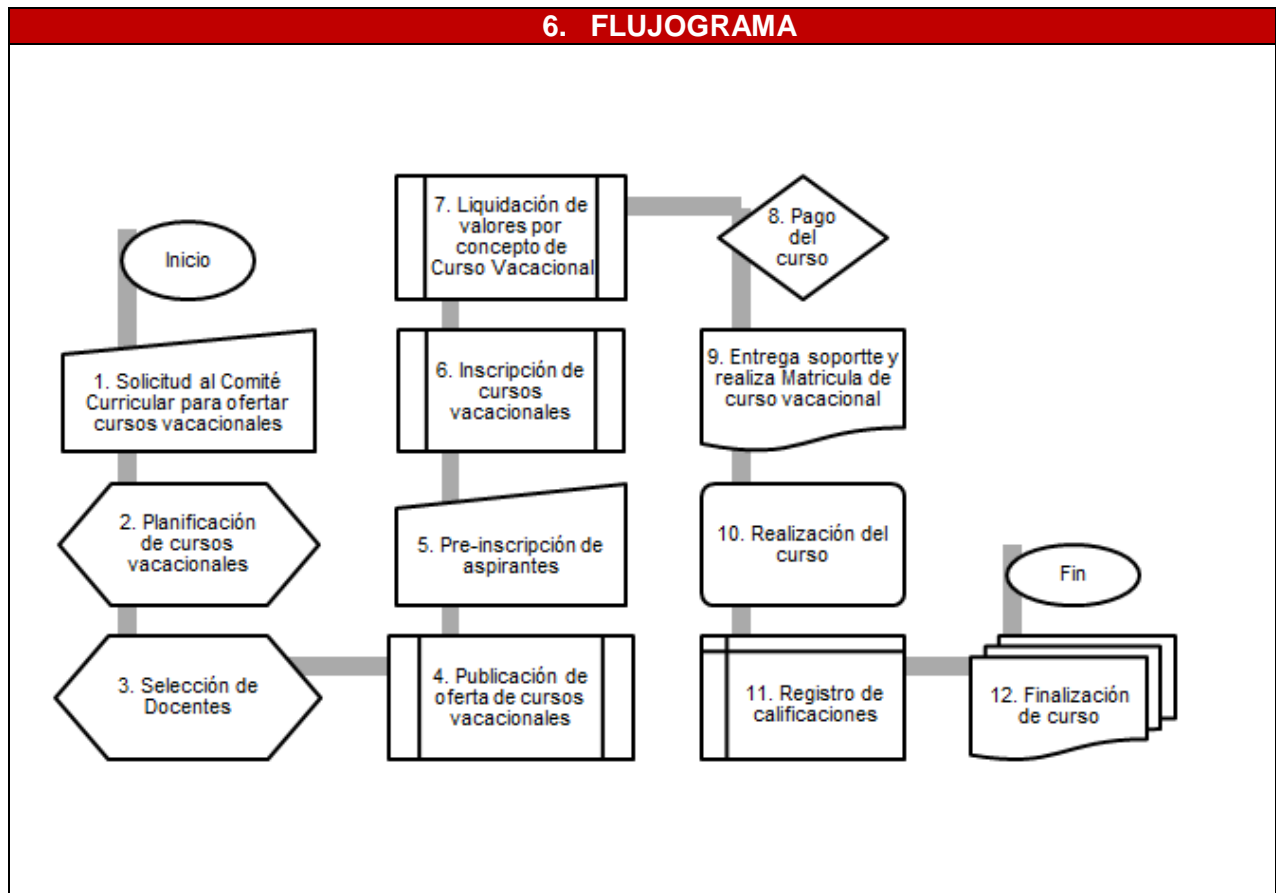 6. FLUJOGRAMA
Inicio
1. Solicitud al Comité
Curricular para ofertar
cursos vacacionales
2. Planificación
de cursos
vacacionales
3. Selección de
Docentes
4. Publicación de
oferta de cursos
vacacionales
5. Pre-inscripción de
aspirantes
6. Inscripción de
cursos
vacacionales
7. Liquidación de
valores por
concepto de
Curso Vacacional
8. Pago
del
curso
9. Entrega soportte y
realiza Matricula de
curso vacacional
10. Realización del
curso
11. Registro de
calificaciones
12. Finalización
de curso
Fin